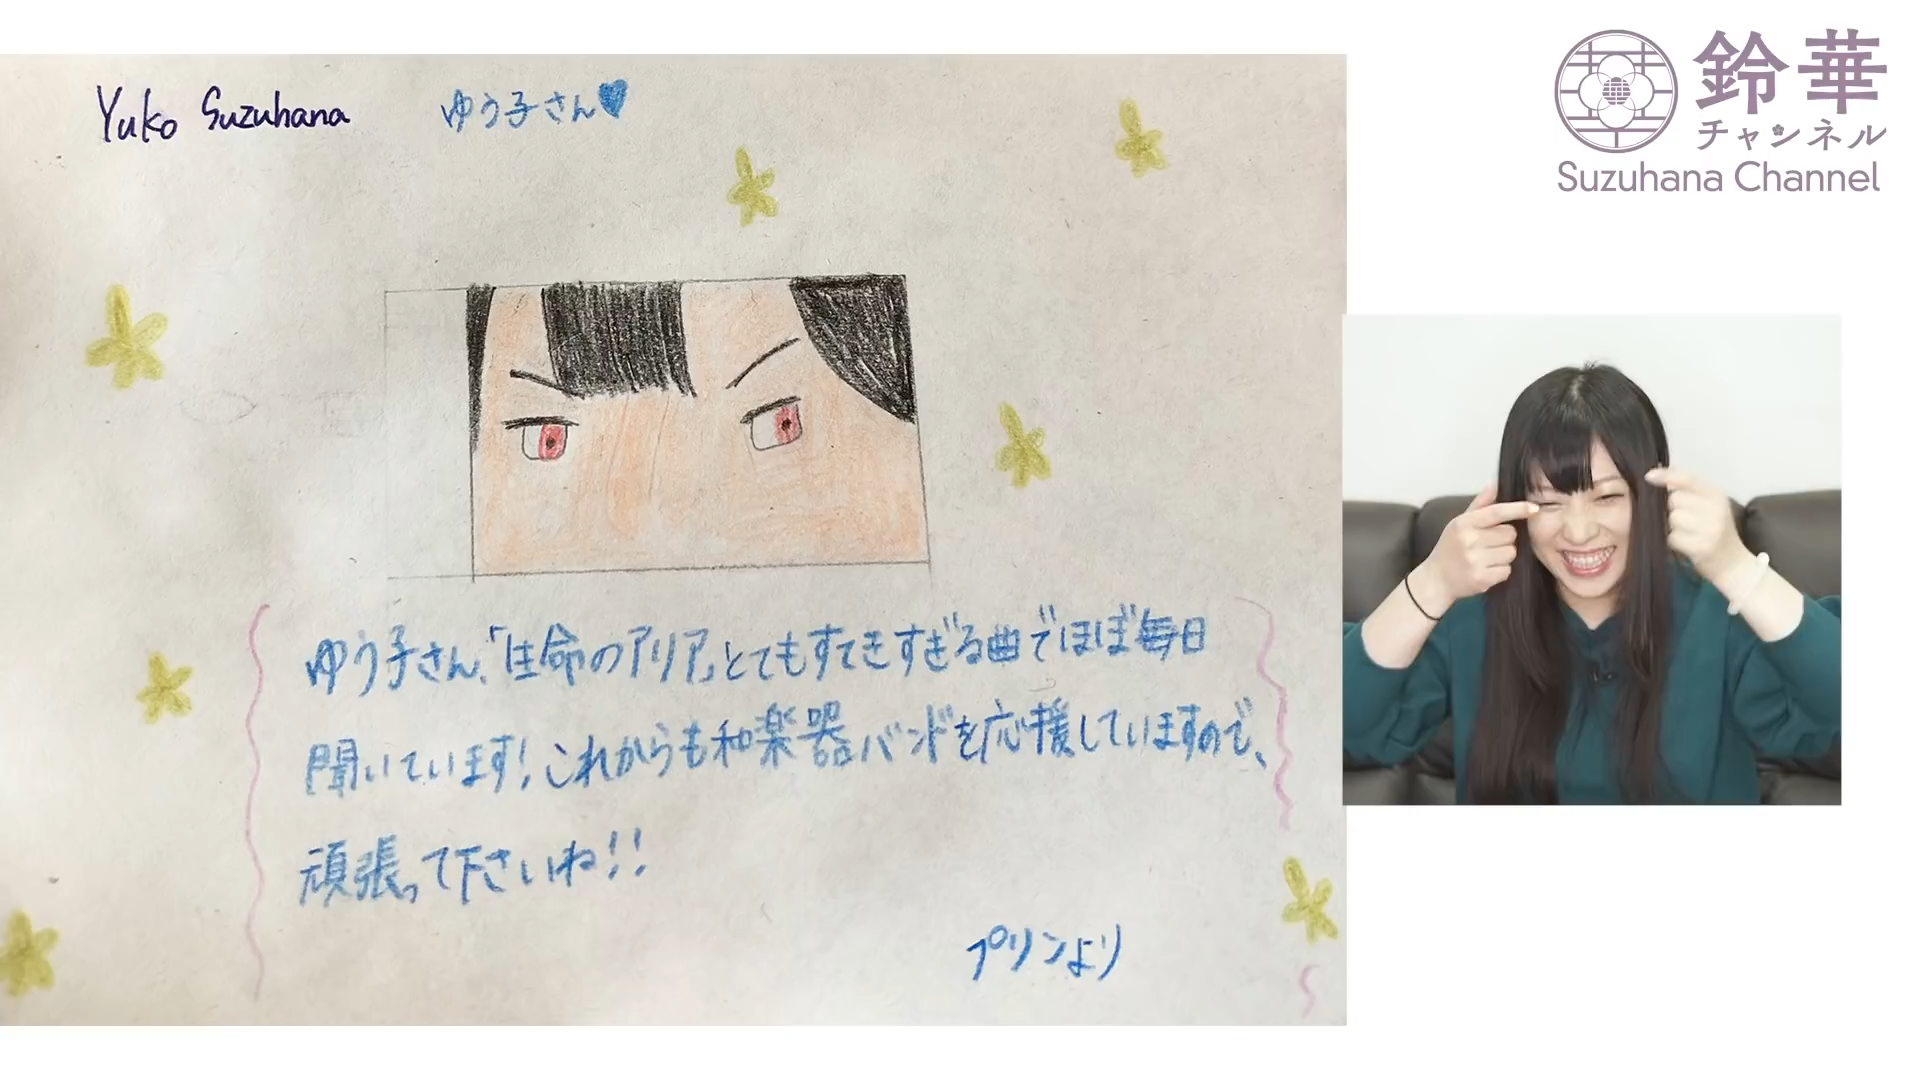 Yuko Suzuhana ゆう子さん♥
鈴華
チャンネル
Suzuhana Channel
ゆう子さん、「生命のアリア」とてもすてきすぎる曲でほぼ毎日
聞いています!これからも和楽器バンドを応援していますので、
頑張って下さいね!!
プリンより